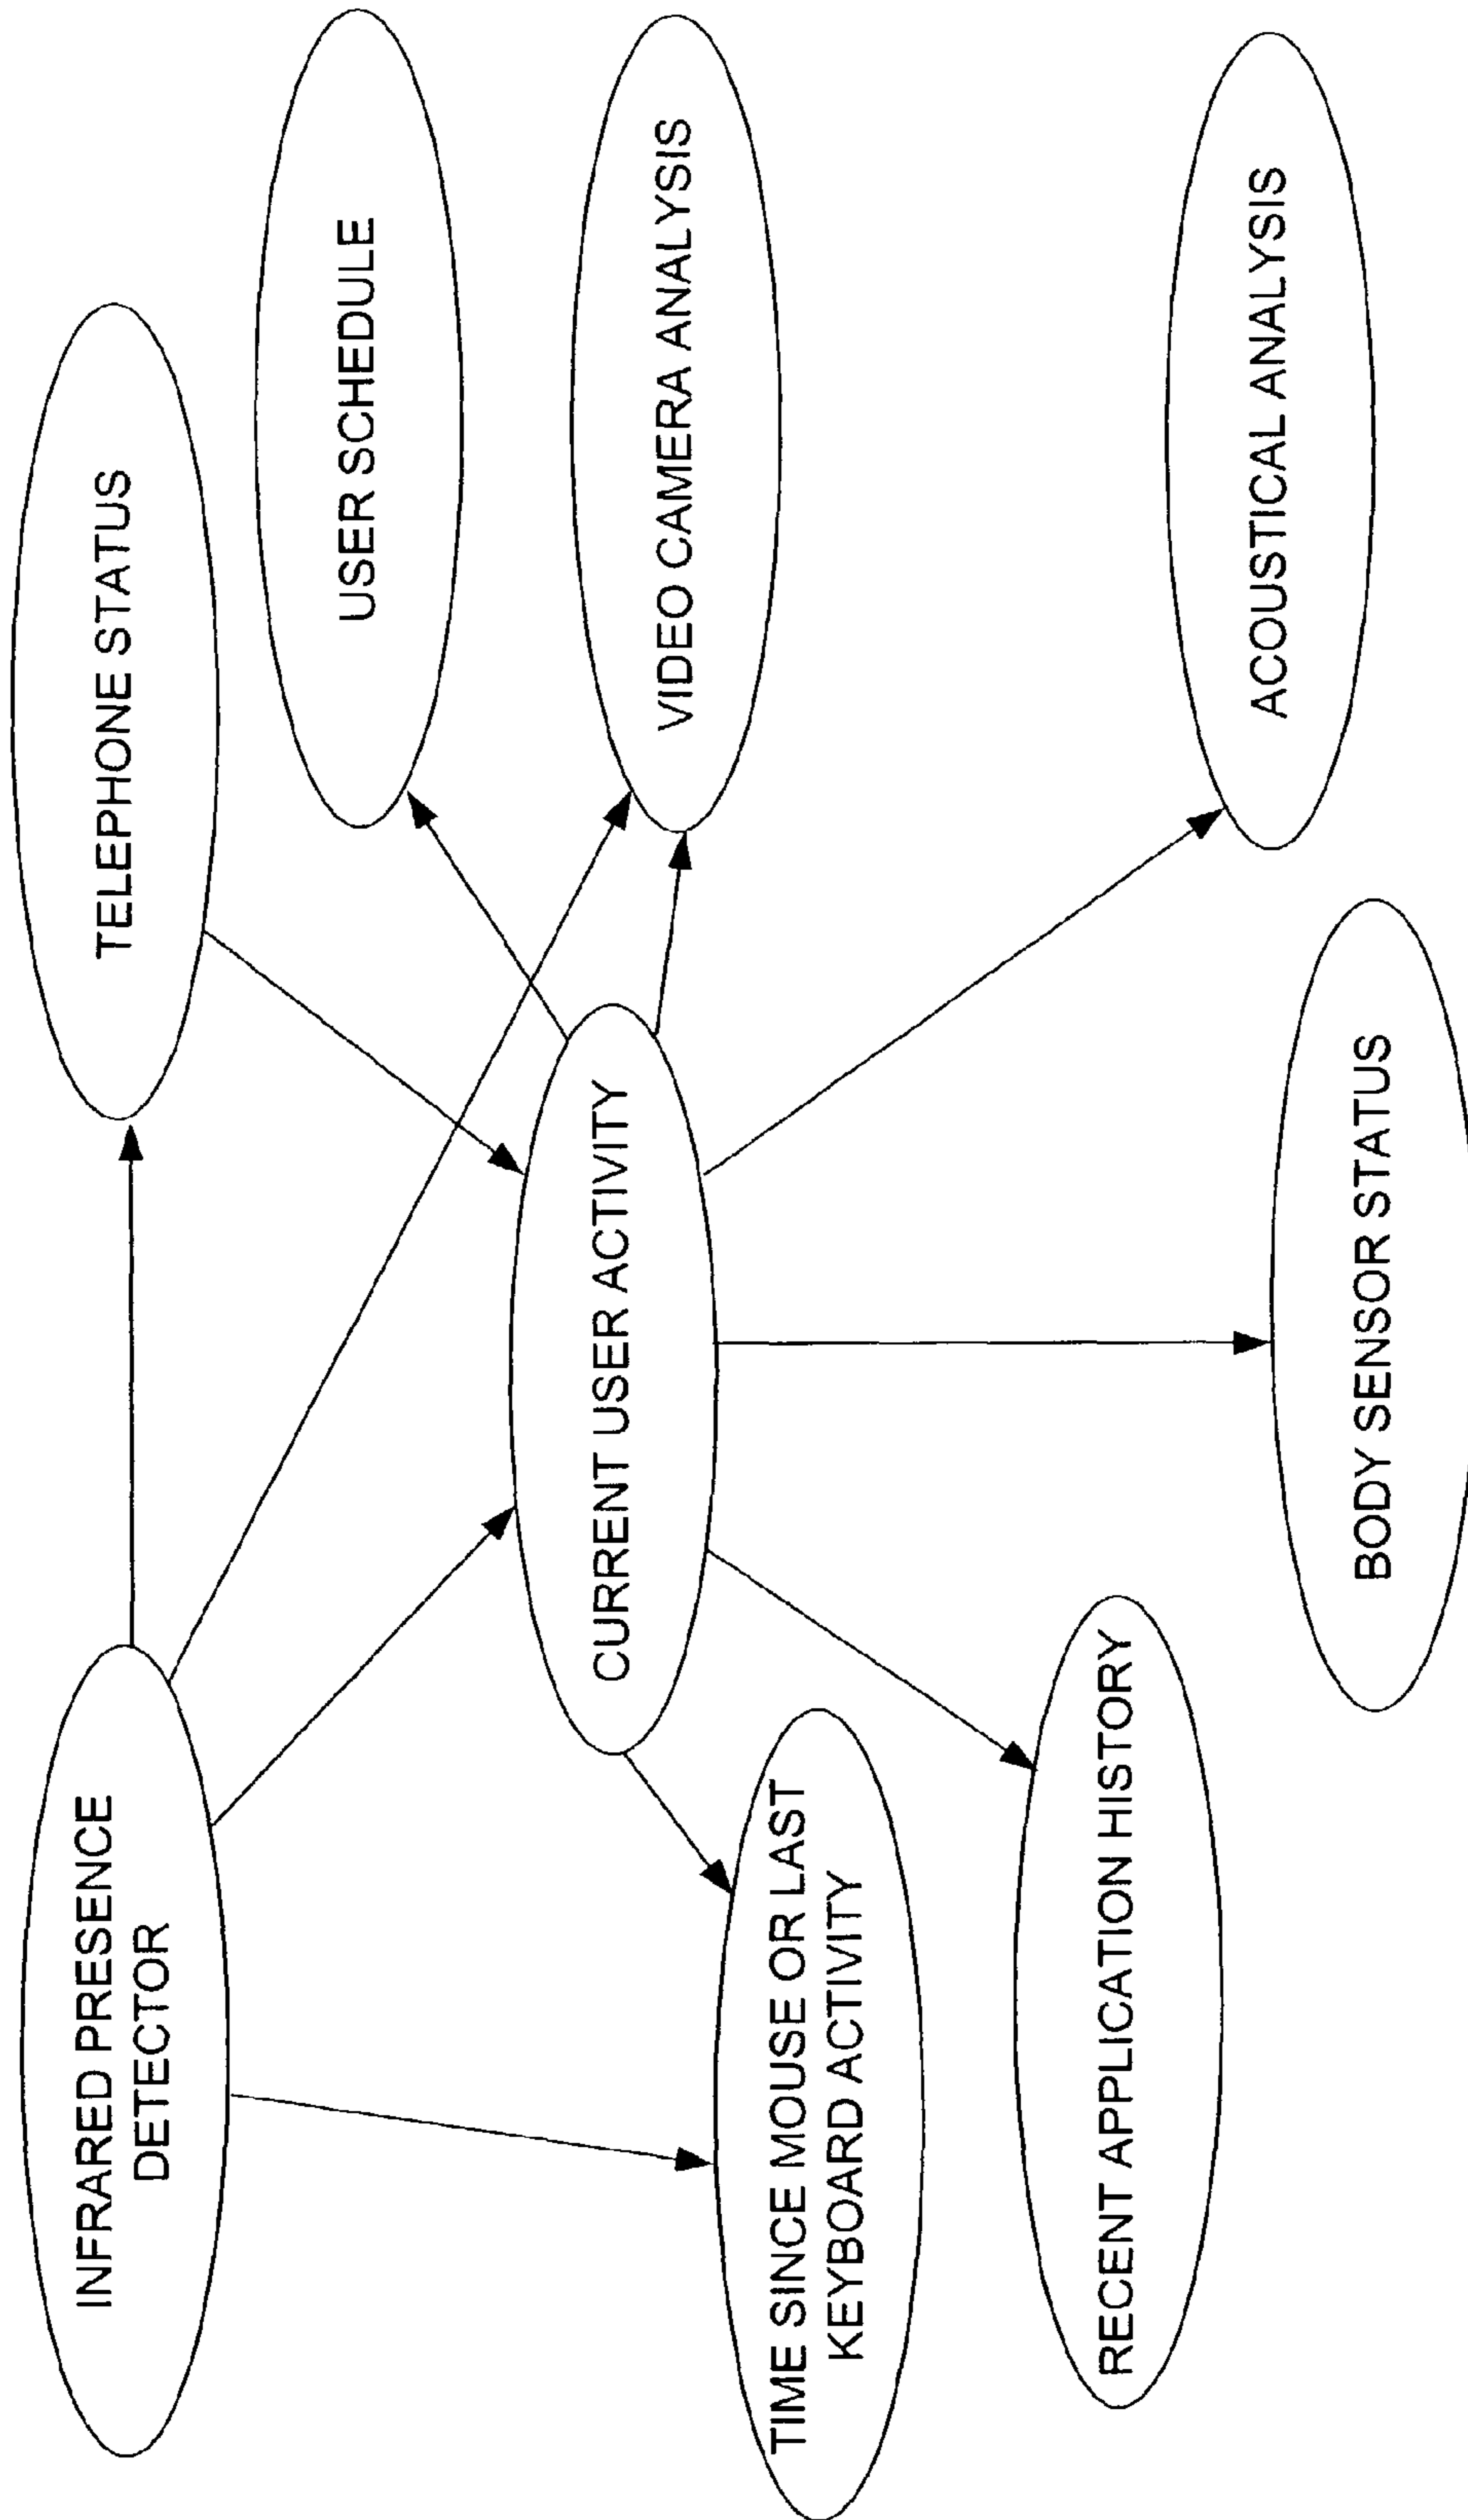 INFRARED PRESENCE
DETECTOR
TELEPHONE STATUS
USER SCHEDULE
VIDEO CAMERA ANALYSIS
CURRENT USER ACTIVITY
TIME SINCE MOUSE OR LAST
KEYBOARD ACTIVITY
RECENT APPLICATION HISTORY
ACOUSTICAL ANALYSIS
BODY SENSOR STATUS